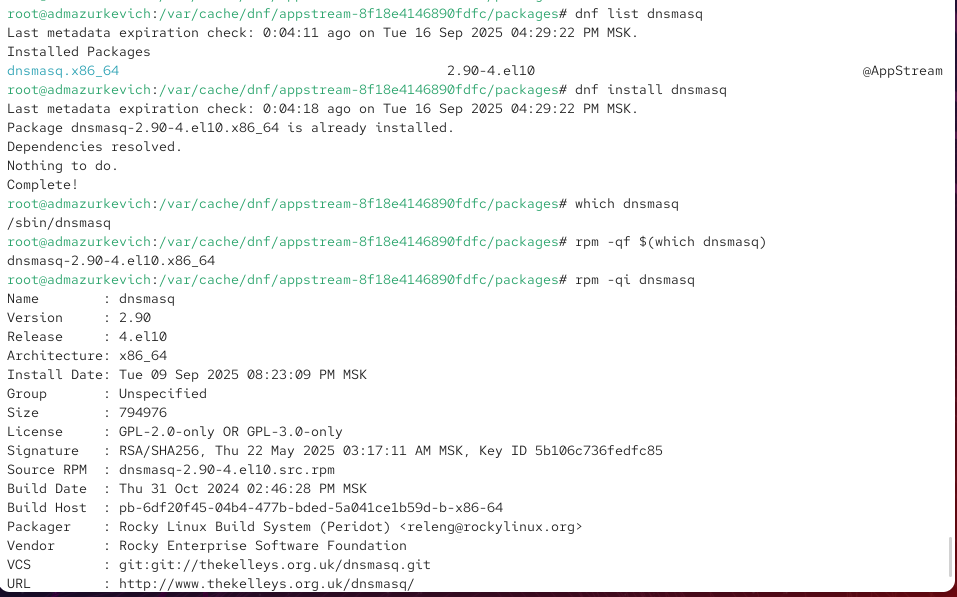 root@admazurkevich:/var/cache/dnf/appstream-8f18e4146890fdfc/packages# dnf list dnsmasq
Last metadata expiration check: 0:04:11 ago on Tue 16 Sep 2025 04:29:22 PM MSK.
Installed Packages
dnsmasq.x86_64 2.90-4.el10 @AppStream
root@admazurkevich:/var/cache/dnf/appstream-8f18e4146890fdfc/packages# dnf install dnsmasq
Last metadata expiration check: 0:04:18 ago on Tue 16 Sep 2025 04:29:22 PM MSK.
Package dnsmasq-2.90-4.el10.x86_64 is already installed.
Dependencies resolved.
Nothing to do.
Complete!
root@admazurkevich:/var/cache/dnf/appstream-8f18e4146890fdfc/packages# which dnsmasq
/sbin/dnsmasq
root@admazurkevich:/var/cache/dnf/appstream-8f18e4146890fdfc/packages# rpm -qf $(which dnsmasq)
dnsmasq-2.90-4.el10.x86_64
root@admazurkevich:/var/cache/dnf/appstream-8f18e4146890fdfc/packages# rpm -qi dnsmasq
Name        : dnsmasq
Version     : 2.90
Release     : 4.el10
Architecture: x86_64
Install Date: Tue 09 Sep 2025 08:23:09 PM MSK
Group       : Unspecified
Size        : 794976
License     : GPL-2.0-only OR GPL-3.0-only
Signature   : RSA/SHA256, Thu 22 May 2025 03:17:11 AM MSK, Key ID 5b106c736fedfc85
Source RPM  : dnsmasq-2.90-4.el10.src.rpm
Build Date  : Thu 31 Oct 2024 02:46:28 PM MSK
Build Host  : pb-6df20f45-04b4-477b-bded-5a041ce1b59d-b-x86-64
Packager    : Rocky Linux Build System (Peridot) <releng@rockylinux.org>
Vendor      : Rocky Enterprise Software Foundation
VCS         : git:git://thekelleys.org.uk/dnsmasq.git
URL         : http://www.thekelleys.org.uk/dnsmasq/